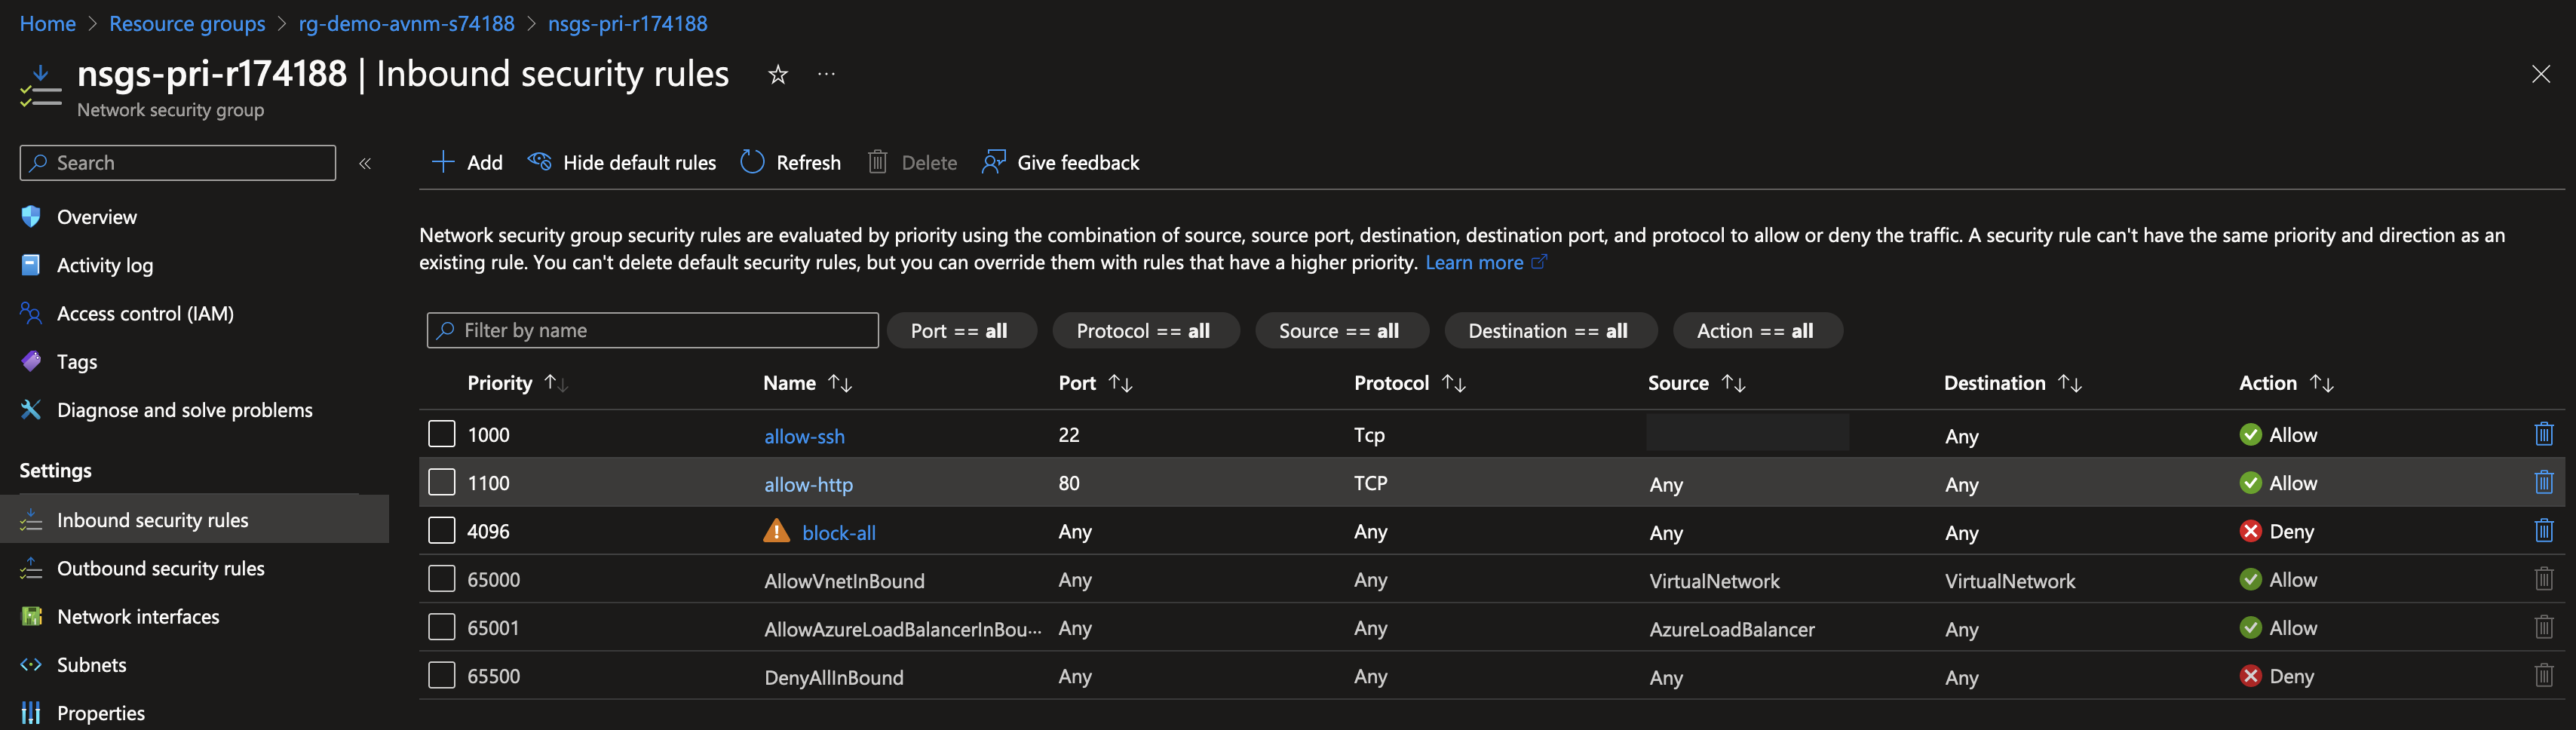 Home > Resource groups > rg-demo-avnm-s74188 > nsgs-pri-r174188
nsgs-pri-r174188 | Inbound security rules ☆ ...
Network security group
Search «
Overview
Activity log
Access control (IAM)
Tags
Diagnose and solve problems
Settings
Inbound security rules
Outbound security rules
Network interfaces
Subnets
Properties
Add Hide default rules Refresh Delete Give feedback
Network security group security rules are evaluated by priority using the combination of source, source port, destination, destination port, and protocol to allow or deny the traffic. A security rule can't have the same priority and direction as an
existing rule. You can't delete default security rules, but you can override them with rules that have a higher priority. Learn more
Filter by name Port == all Protocol == all Source == all Destination == all Action == all
Priority ↑↓ Name ↑↓ Port ↑↓ Protocol ↑↓ Source ↑↓ Destination ↑↓ Action ↑↓
1000 allow-ssh 22 Tcp Any Allow
1100 allow-http 80 TCP Any Any Allow
4096 block-all Any Any Any Any Deny
65000 AllowVnetInBound Any Any VirtualNetwork VirtualNetwork Allow
65001 AllowAzureLoadBalancerInBou... Any Any AzureLoadBalancer Any Allow
65500 DenyAllInBound Any Any Any Any Deny